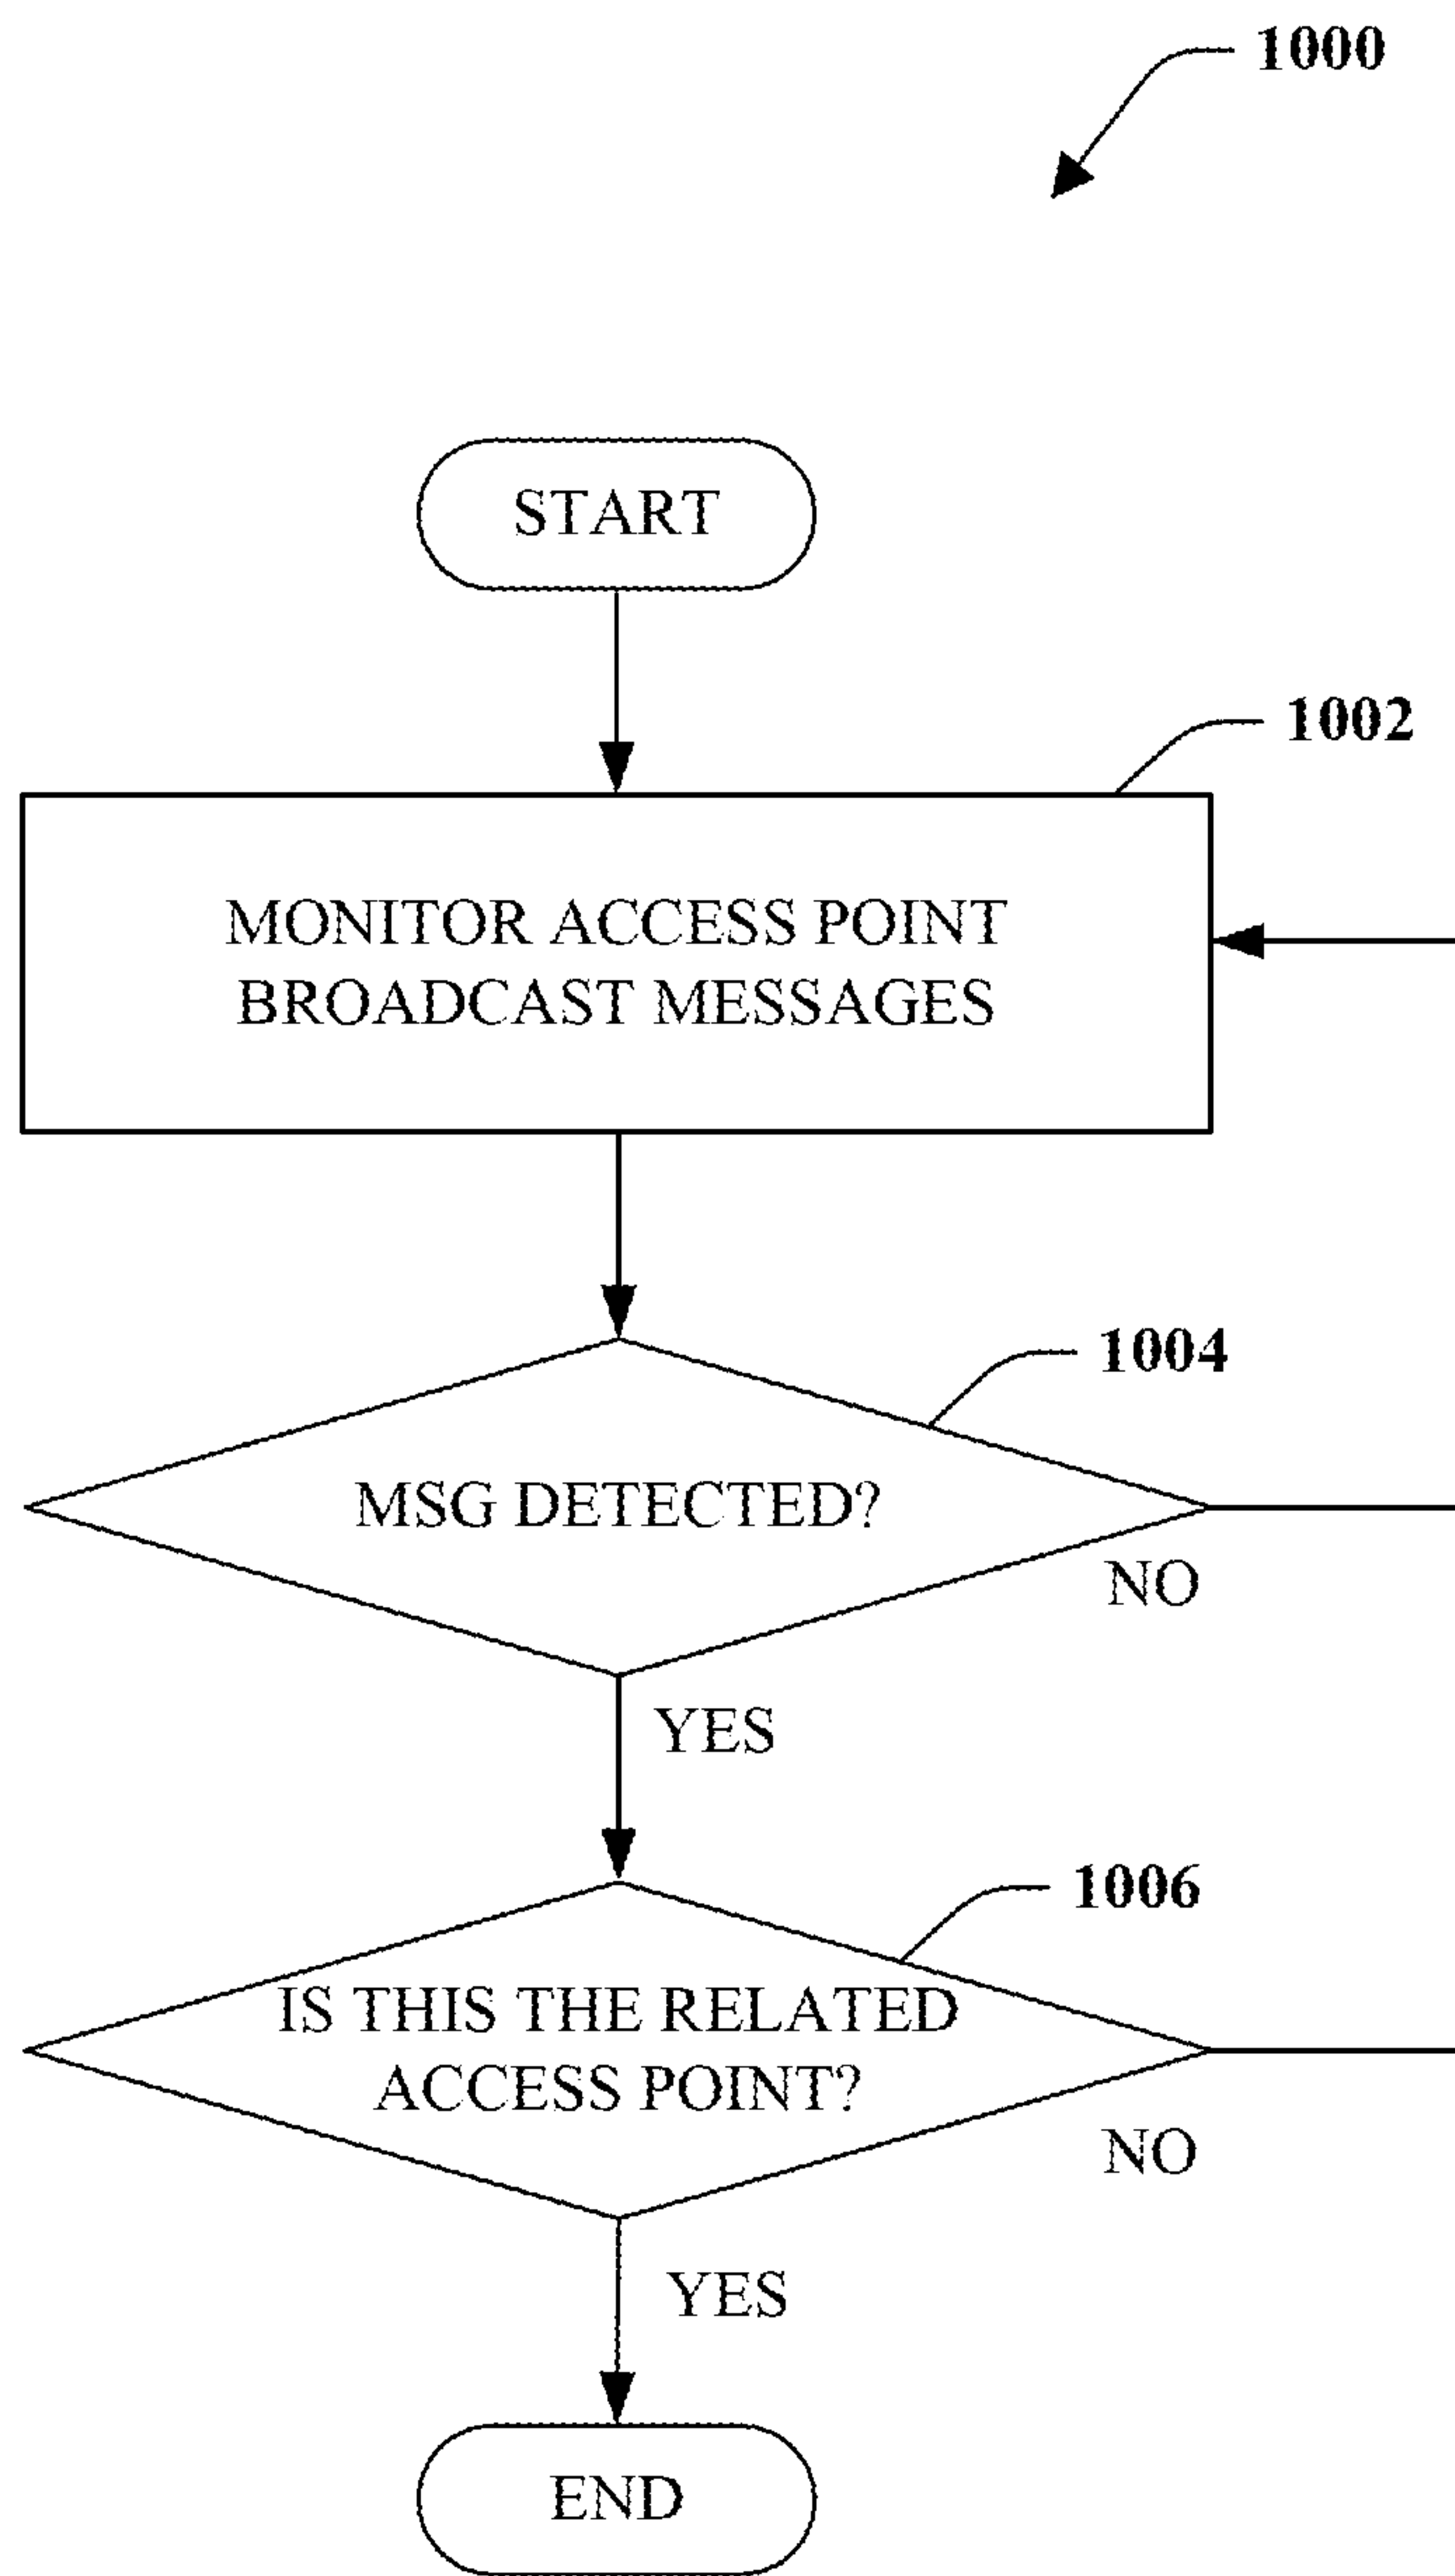 1000
START
1002
MONITOR ACCESS POINT
BROADCAST MESSAGES
1004
MSG DETECTED?
NO
YES
1006
IS THIS THE RELATED
ACCESS POINT?
NO
YES
END